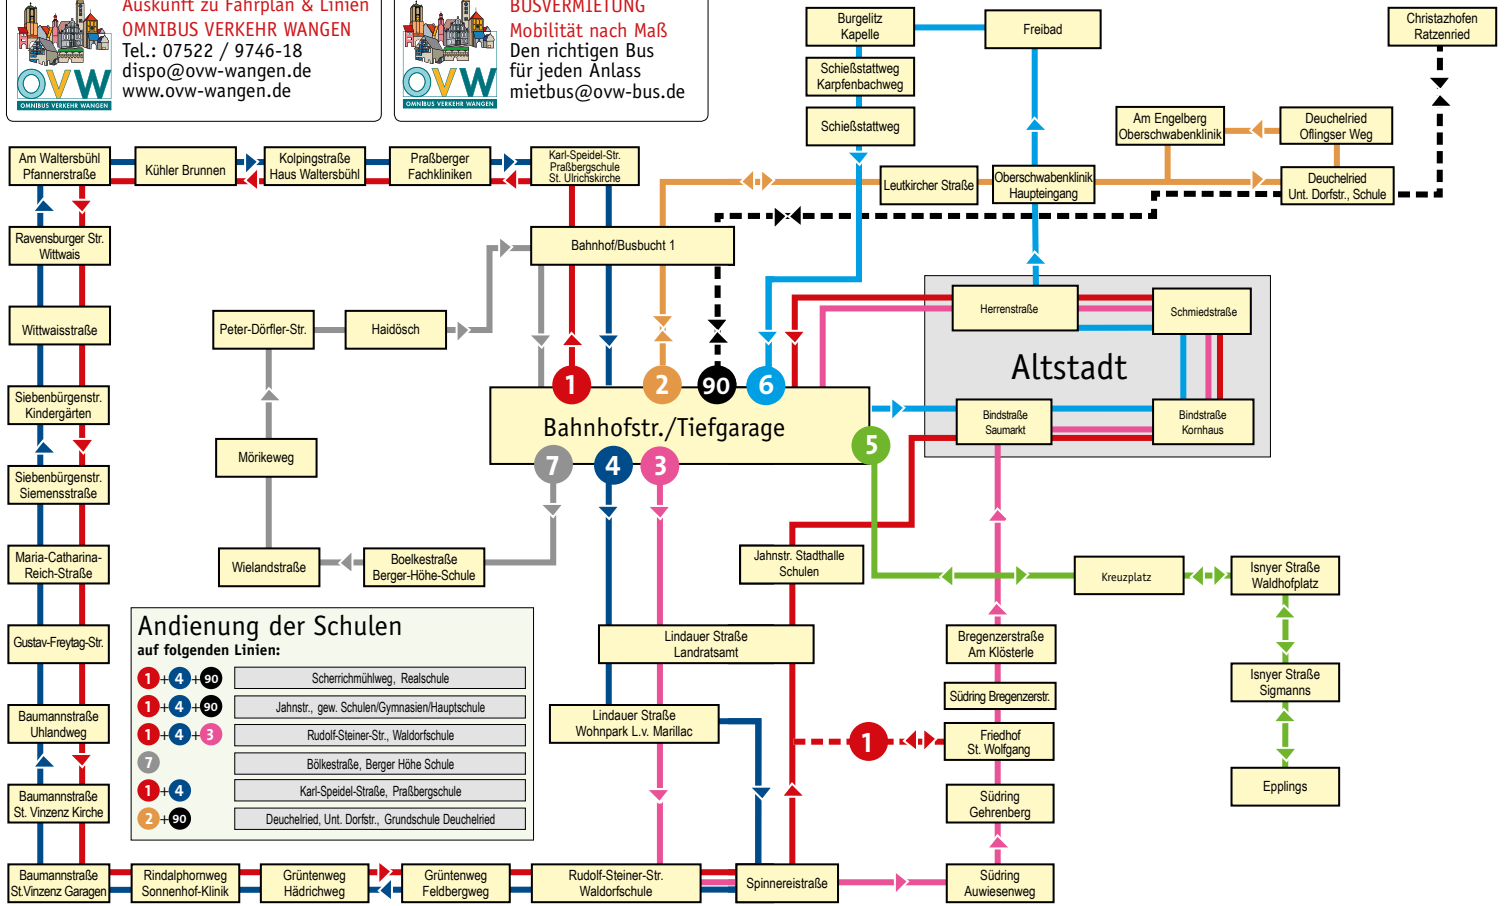 Auskunft zu Fahrplan & Linien
OMNIBUS VERKEHR WANGEN
Tel.: 07522 / 9746-18
dispo@ovw-wangen.de
www.ovw-wangen.de
OVW
OMNIBUS VERKEHR WANGEN
BUSVERMIETUNG
Mobilität nach Maß
Den richtigen Bus
für jeden Anlass
mietbus@ovw-bus.de
OVW
OMNIBUS VERKEHR WANGEN
Burgelitz
Kapelle
Freibad
Christazhofen
Ratzenried
Schießstattweg
Karpfenbachweg
Schießstattweg
Am Engelberg
Oberschwabenklinik
Deuchelried
Oflingser Weg
Am Waltersbühl
Pfannerstraße
Kühler Brunnen
Kolpingstraße
Haus Waltersbühl
Praßberger
Fachkliniken
Karl-Speidel-Str.
Praßbergschule
St. Ulrichskirche
Leutkircher Straße
Oberschwabenklinik
Haupteingang
Deuchelried
Unt. Dorfstr., Schule
Ravensburger Str.
Wittwais
Bahnhof/Busbucht 1
Wittwaisstraße
Peter-Dörfler-Str.
Haidösch
Herrenstraße
Schmiedstraße
Altstadt
Siebenbürgenstr.
Kindergärten
1
2
90
6
Bahnhofstr./Tiefgarage
5
7
4
3
Bindstraße
Saumarkt
Bindstraße
Kornhaus
Mörikeweg
Siebenbürgenstr.
Siemensstraße
Maria-Catharina-
Reich-Straße
Wielandstraße
Boelkestraße
Berger-Höhe-Schule
Jahnstr. Stadthalle
Schulen
Kreuzplatz
Isnyer Straße
Waldhofplatz
Gustav-Freytag-Str.
Lindauer Straße
Landratsamt
Bregenzerstraße
Am Klösterle
Isnyer Straße
Sigmanns
Südring Bregenzerstr.
Baumannstraße
Uhlandweg
Lindauer Straße
Wohnpark L.v. Marillac
1
Friedhof
St. Wolfgang
Epplings
Baumannstraße
St. Vinzenz Kirche
Südring
Gehrenberg
Andienung der Schulen
auf folgenden Linien:
1+4+90 Scherrichmühlweg, Realschule
1+4+90 Jahnstr., gew. Schulen/Gymnasien/Hauptschule
1+4+3 Rudolf-Steiner-Str., Waldorfschule
7 Bölkestraße, Berger Höhe Schule
1+4 Karl-Speidel-Straße, Praßbergschule
2+90 Deuchelried, Unt. Dorfstr., Grundschule Deuchelried
Baumannstraße
St.Vinzenz Garagen
Rindalphornweg
Sonnenhof-Klinik
Grüntenweg
Hädrichweg
Grüntenweg
Feldbergweg
Rudolf-Steiner-Str.
Waldorfschule
Spinnereistraße
Südring
Auwiesenweg